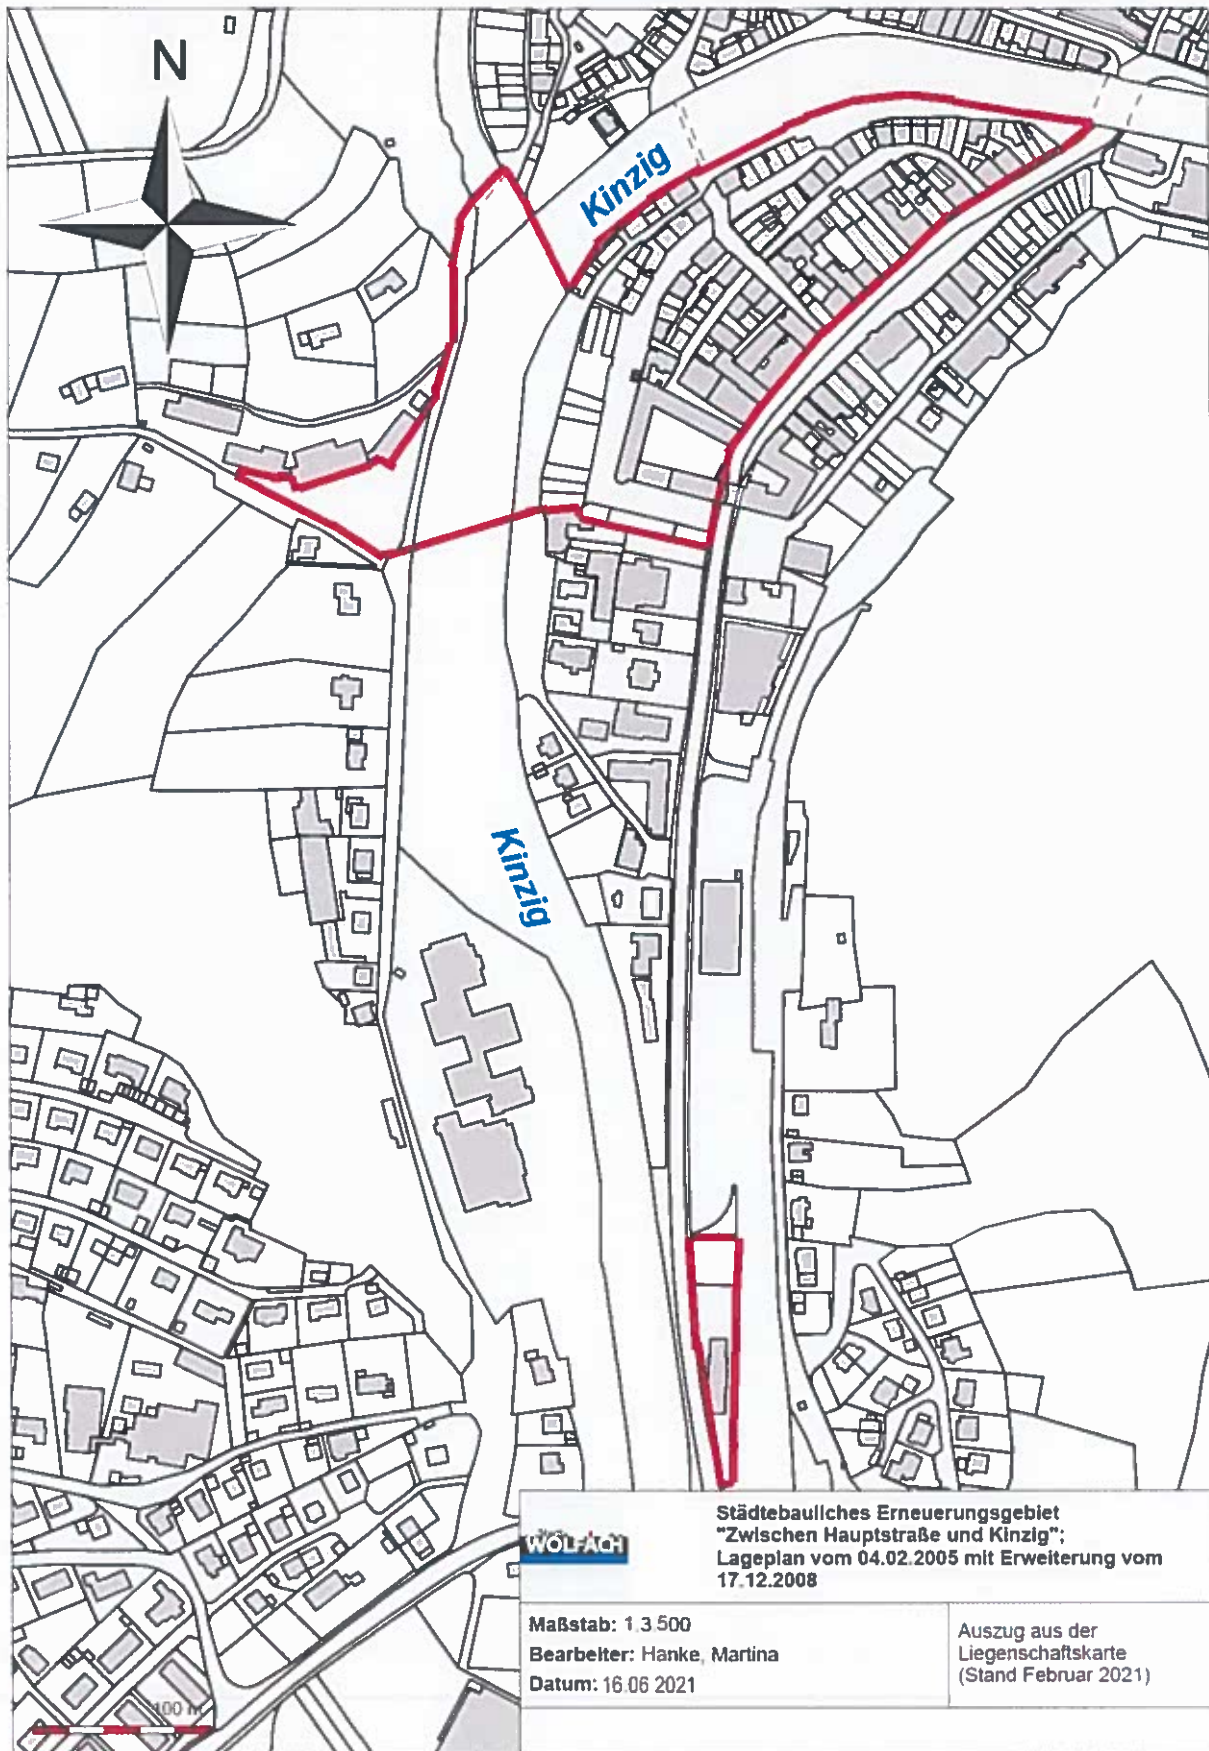 N
Kinzig
Kinzig
WOLFACH
Städtebauliches Erneuerungsgebiet
"Zwischen Hauptstraße und Kinzig";
Lageplan vom 04.02.2005 mit Erweiterung vom
17.12.2008
Maßstab: 1:3.500
Bearbeiter: Hanke, Martina
Datum: 16.06 2021
Auszug aus der
Liegenschaftskarte
(Stand Februar 2021)
100 m